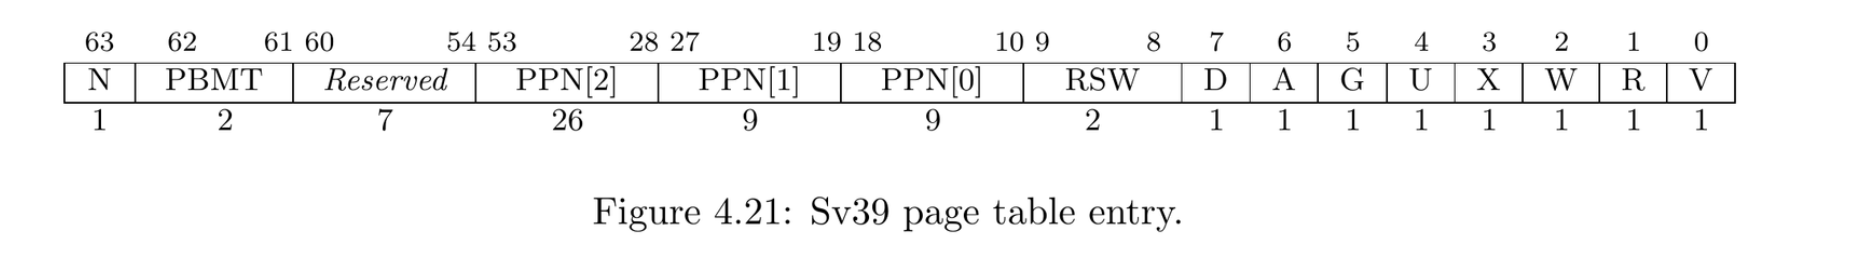 63 62 61 60 54 53 28 27 19 18 10 9 8 7 6 5 4 3 2 1 0
N PBMT Reserved PPN[2] PPN[1] PPN[0] RSW D A G U X W R V
1 2 7 26 9 9 2 1 1 1 1 1 1 1 1
Figure 4.21: Sv39 page table entry.